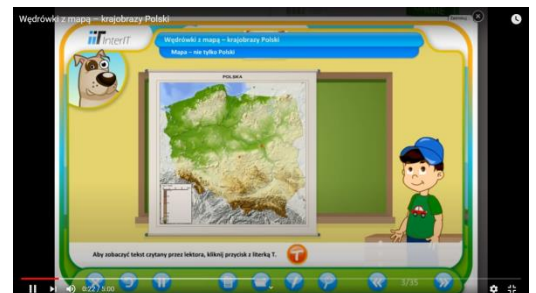 Wędrówki z mapą – krajobrazy Polski
InterIT
Wędrówki z mapą – krajobrazy Polski
Mapa – nie tylko Polski
POLSKA
Aby zobaczyć tekst czytany przez lektora, kliknij przycisk z literką T.
T
3/35
0:22 / 5:00